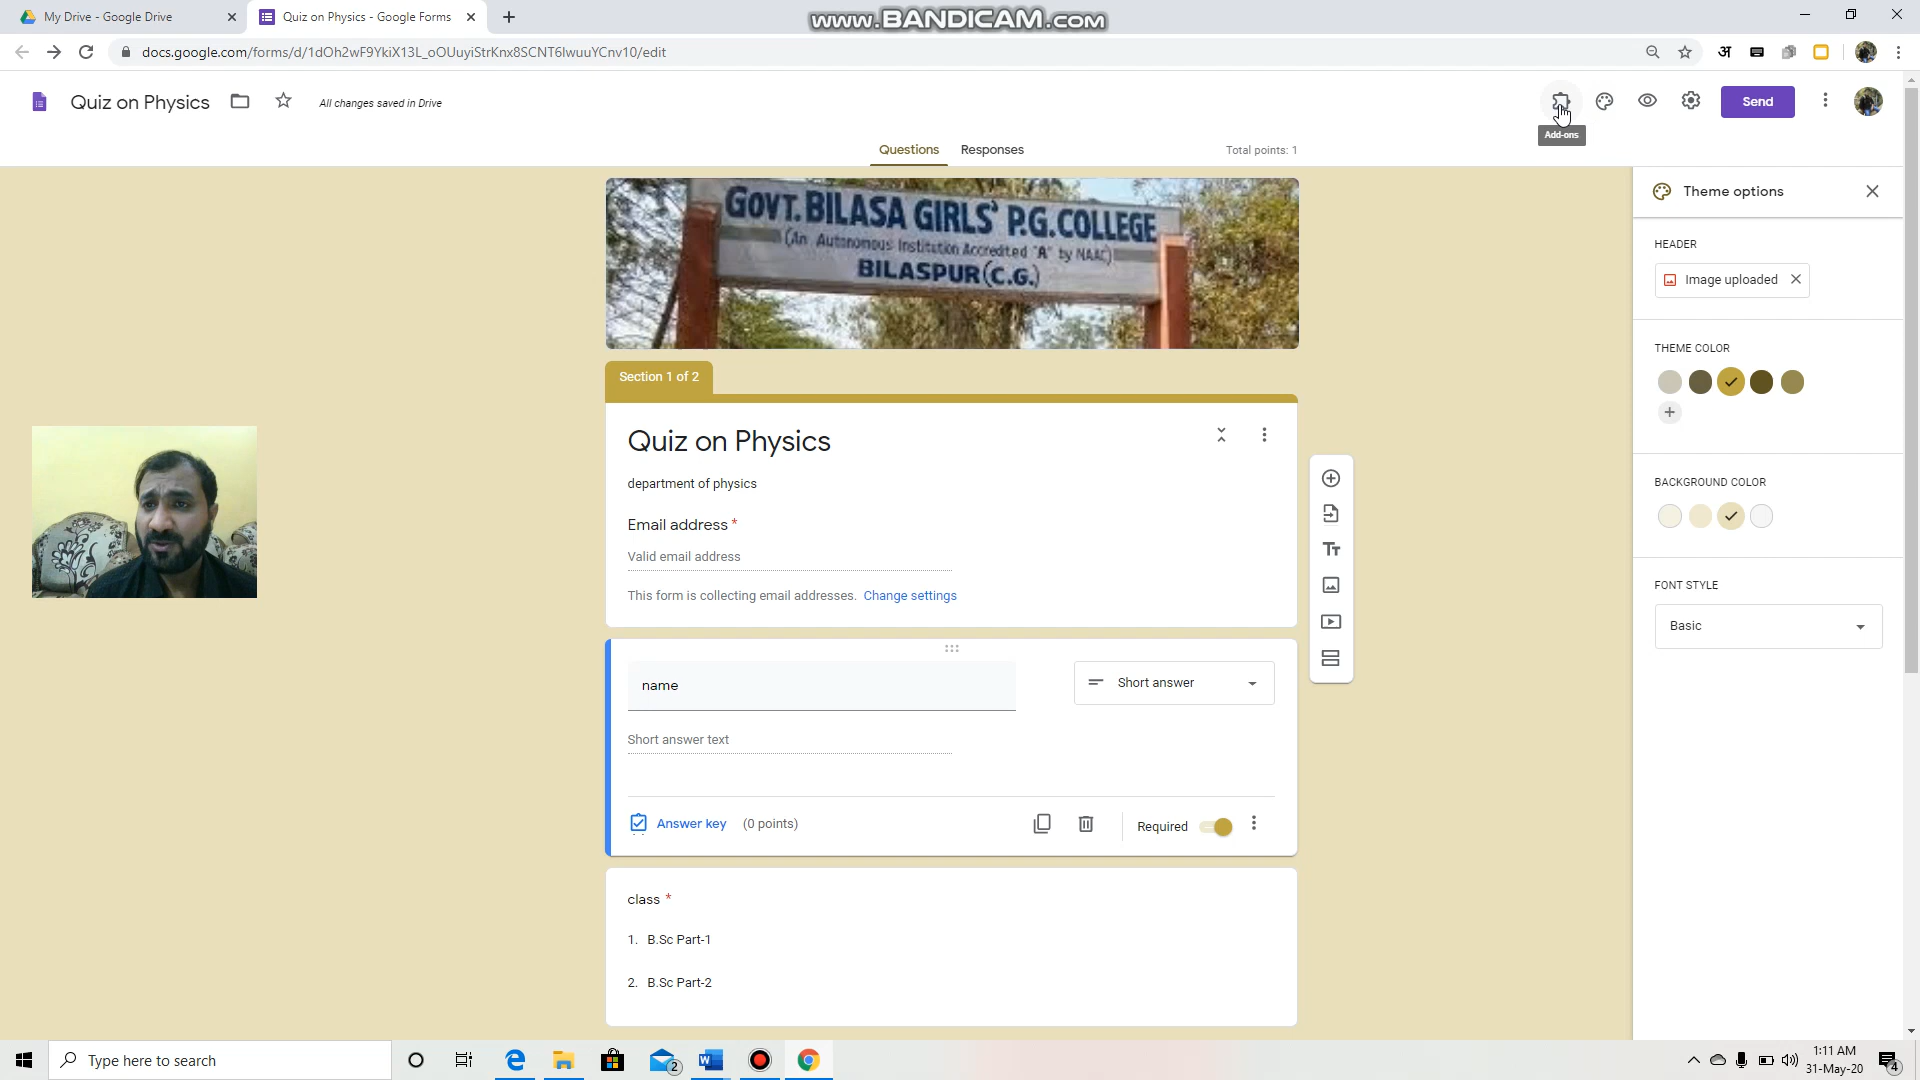 My Drive - Google Drive
Quiz on Physics - Google Forms
www.BANDICAM.com
docs.google.com/forms/d/1dOh2wF9YkiX13L_oOUuyiStrKnx8SCNT6lwuuYCnv10/edit
अ
Quiz on Physics
All changes saved in Drive
Send
Add-ons
Questions
Responses
Total points: 1
GOVT. BILASA GIRLS' P.G. COLLEGE
(An Autonomous Institution Accredited "A" by NAAC)
BILASPUR (C.G.)
Theme options
HEADER
Image uploaded
THEME COLOR
BACKGROUND COLOR
FONT STYLE
Basic
Section 1 of 2
Quiz on Physics
department of physics
Email address *
Valid email address
This form is collecting email addresses. Change settings
Tт
name
Short answer
Short answer text
Answer key (0 points)
Required
class *
1. B.Sc Part-1
2. B.Sc Part-2
Type here to search
2
1:11 AM
31-May-20
4